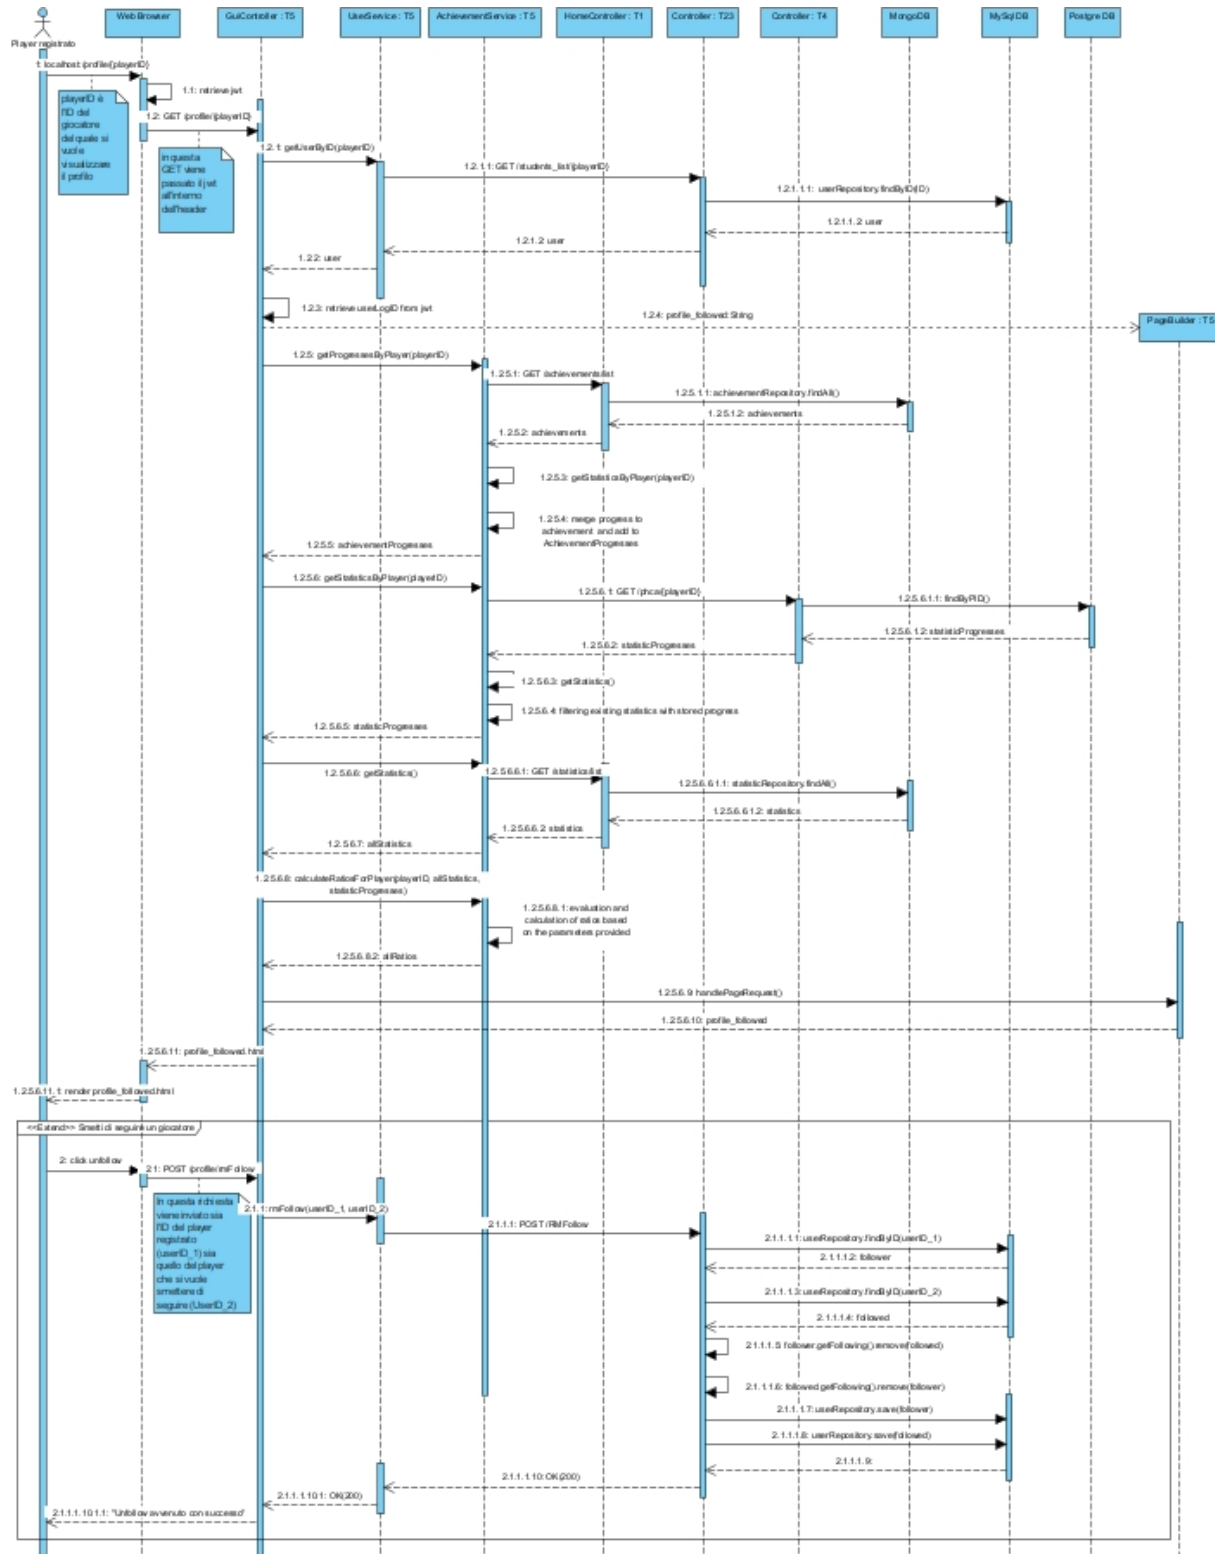 Player registrato
Web Browser
GuiController : T5
UserService : T5
AchievementService : T5
HomeController : T1
Controller : T23
Controller : T4
MongoDB
MySqlDB
PostgreDB
1: localhost:/profile/{playerID}
1.1: retrieve jwt
playerID è
l'ID del
giocatore
del quale si
vuole
visualizzare
il profilo
1.2: GET /profile/{playerID}
in questa
GET viene
passato il jwt
all'interno
dell'header
1.2.1: getUserByID(playerID)
1.2.1.1: GET /students_list/{playerID}
1.2.1.1.1: userRepository.findByID(ID)
1.2.1.1.2: user
1.2.1.2: user
1.2.2: user
1.2.3: retrieve userLogID from jwt
1.2.4: profile_followed:String
PageBuilder : T5
1.2.5: getProgressesByPlayer(playerID)
1.2.5.1: GET /achievements/list
1.2.5.1.1: achievementRepository.findAll()
1.2.5.1.2: achievements
1.2.5.2: achievements
1.2.5.3: getStatisticsByPlayer(playerID)
1.2.5.4: merge progress to
achievement and add to
AchievementProgresses
1.2.5.5: achievementProgresses
1.2.5.6: getStatisticsByPlayer(playerID)
1.2.5.6.1: GET /phca/{playerID}
1.2.5.6.1.1: findByPID()
1.2.5.6.1.2: statisticProgresses
1.2.5.6.2: statisticProgresses
1.2.5.6.3: getStatistics()
1.2.5.6.4: filtering existing statistics with stored progress
1.2.5.6.5: statisticProgresses
1.2.5.6.6: getStatistics()
1.2.5.6.6.1: GET /statistics/list
1.2.5.6.6.1.1: statisticRepository.findAll()
1.2.5.6.6.1.2: statistics
1.2.5.6.6.2: statistics
1.2.5.6.7: allStatistics
1.2.5.6.8: calculateRatiosForPlayer(playerID, allStatistics,
statisticProgresses)
1.2.5.6.8.1: evaluation and
calculation of ratios based
on the parameters provided
1.2.5.6.8.2: allRatios
1.2.5.6.9: handlePageRequest()
1.2.5.6.10: profile_followed
1.2.5.6.11: profile_followed.html
1.2.5.6.11.1: render profile_followed.html
<<Extend>> Smetti di seguire un giocatore
2: click unfollow
2.1: POST /profile/rmFollow
In questa richiesta
viene inviato sia
l'ID del player
registrato
(userID_1) sia
quello del player
che si vuole
smettere di
seguire (UserID_2)
2.1.1: rmFollow(userID_1, userID_2)
2.1.1.1: POST /RMFollow
2.1.1.1.1: userRepository.findByID(userID_1)
2.1.1.1.2: follower
2.1.1.1.3: userRepository.findByID(userID_2)
2.1.1.1.4: followed
2.1.1.1.5: follower.getFollowing().remove(followed)
2.1.1.1.6: followed.getFollowing().remove(follower)
2.1.1.1.7: userRepository.save(follower)
2.1.1.1.8: userRepository.save(followed)
2.1.1.1.9:
2.1.1.1.10: OK(200)
2.1.1.1.10.1: OK(200)
2.1.1.1.10.1.1: "Unfollow avvenuto con successo"